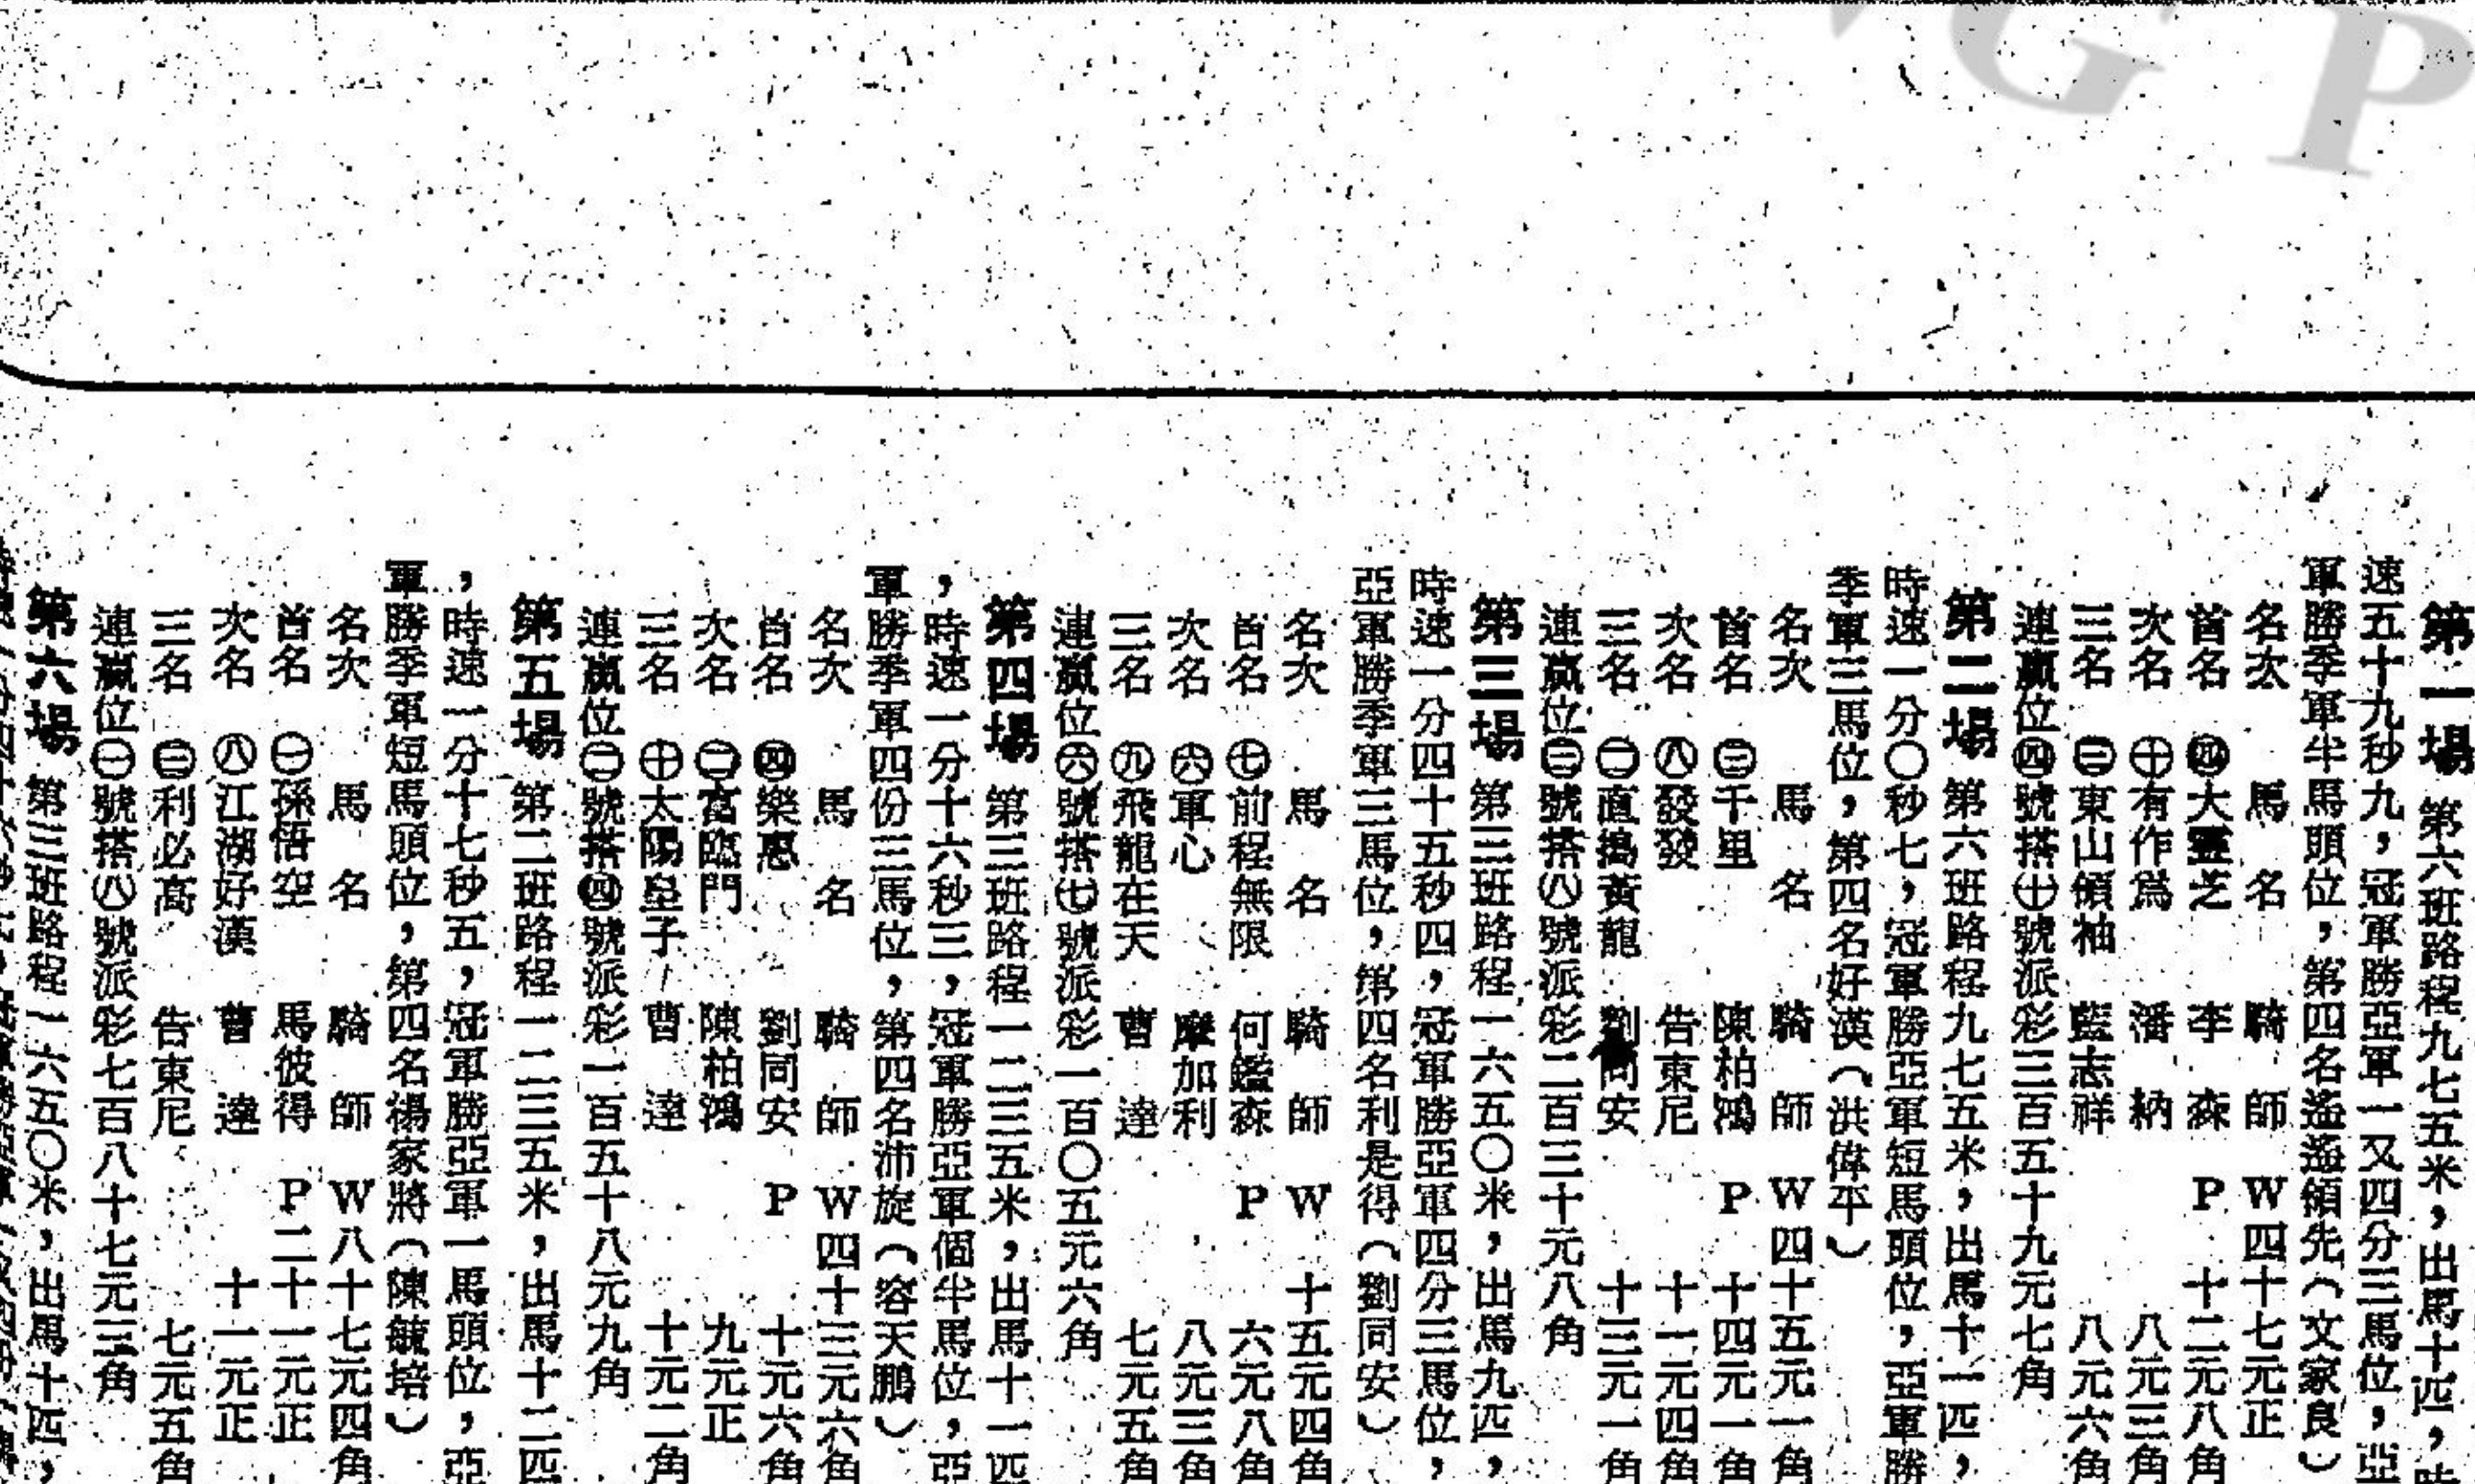 第一場 第六班路程九七五米，出馬十匹，時
速五十九秒九，冠軍勝亞軍一又四分三馬位，亞
軍勝季軍半馬頭位，第四名遙遙領先（文家良）
名次 馬名 騎師 W四十七元正
首名 ㊃大靈芝 李森 P 十二元八角
次名 ㊉有作為 潘納 八元三角
三名 ㊂東山領袖 藍志祥 八元六角
連贏位㊃號搭㊉號派彩三百五十九元七角
第二場 第六班路程九七五米，出馬十一匹，
時速一分〇秒七，冠軍勝亞軍短馬頭位，亞軍勝
季軍三馬位，第四名好漢（洪偉平）
名次 馬名 騎師 W四十五元一角
首名 ㊂千里 陳柏鴻 P 十四元一角
次名 ㊇發發 告東尼 十一元四角
三名 直搗黃龍 劉同安 十三元一角
連贏位㊂號搭㊇號派彩二百三十元八角
第三場 第三班路程一六五〇米，出馬九匹，
時速一分四十五秒四，冠軍勝亞軍四分三馬位，
亞軍勝季軍三馬位，第四名利是得（劉同安）
名次 馬名 騎師 W 十五元四角
首名 ㊆前程無限 何鑑森 P 六元八角
次名 ㊅軍心 摩加利 八元三角
三名 ㊈飛龍在天 曹達 七元五角
連贏位㊅號搭㊆號派彩一百〇五元六角
第四場 第三班路程一二三五米，出馬十一匹
，時速一分十六秒三，冠軍勝亞軍個半馬位，亞
軍勝季軍四份三馬位，第四名沛旋（容天鵬）
名次 馬名 騎師 W四十三元六角
首名 ㊃樂惠 劉同安 P 十元六角
次名 ㊁富臨門 陳柏鴻 九元正
三名 ㊉太陽皇子 曹達 十元二角
連贏位㊁號搭㊃號派彩一百五十八元九角
第五場 第二班路程一二三五米，出馬十二匹
，時速一分十七秒五，冠軍勝亞軍一馬頭位，亞
軍勝季軍短馬頭位，第四名楊家將（陳毓培）
名次 馬名 騎師 W八十七元四角
首名 ㊀孫悟空 馬彼得 P二十一元正
次名 ㊇江湖好漢 曹達 十一元正
三名 ㊂利必高 告東尼 七元五角
連贏位㊀號搭㊇號派彩七百八十七元三角
第六場 第三班路程一六五〇米，出馬十匹，